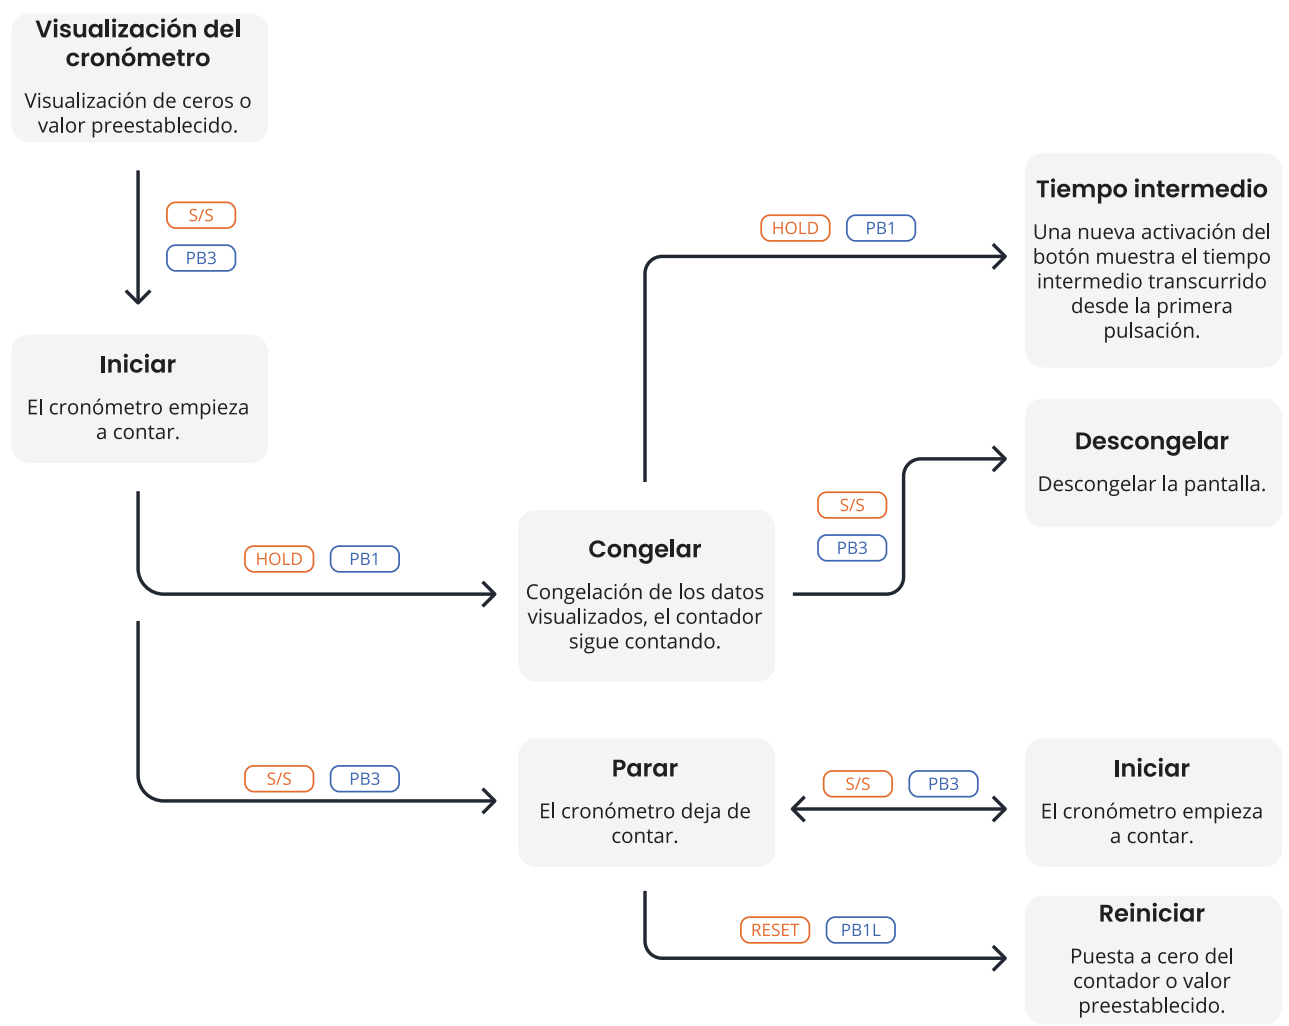 Visualización del
cronómetro
Visualización de ceros o
valor preestablecido.
S/S
PB3
Iniciar
El cronómetro empieza
a contar.
HOLD PB1
Tiempo intermedio
Una nueva activación del
botón muestra el tiempo
intermedio transcurrido
desde la primera
pulsación.
HOLD PB1
Congelar
Congelación de los datos
visualizados, el contador
sigue contando.
S/S
PB3
Descongelar
Descongelar la pantalla.
S/S PB3
Parar
El cronómetro deja de
contar.
S/S PB3
Iniciar
El cronómetro empieza
a contar.
RESET PB1L
Reiniciar
Puesta a cero del
contador o valor
preestablecido.